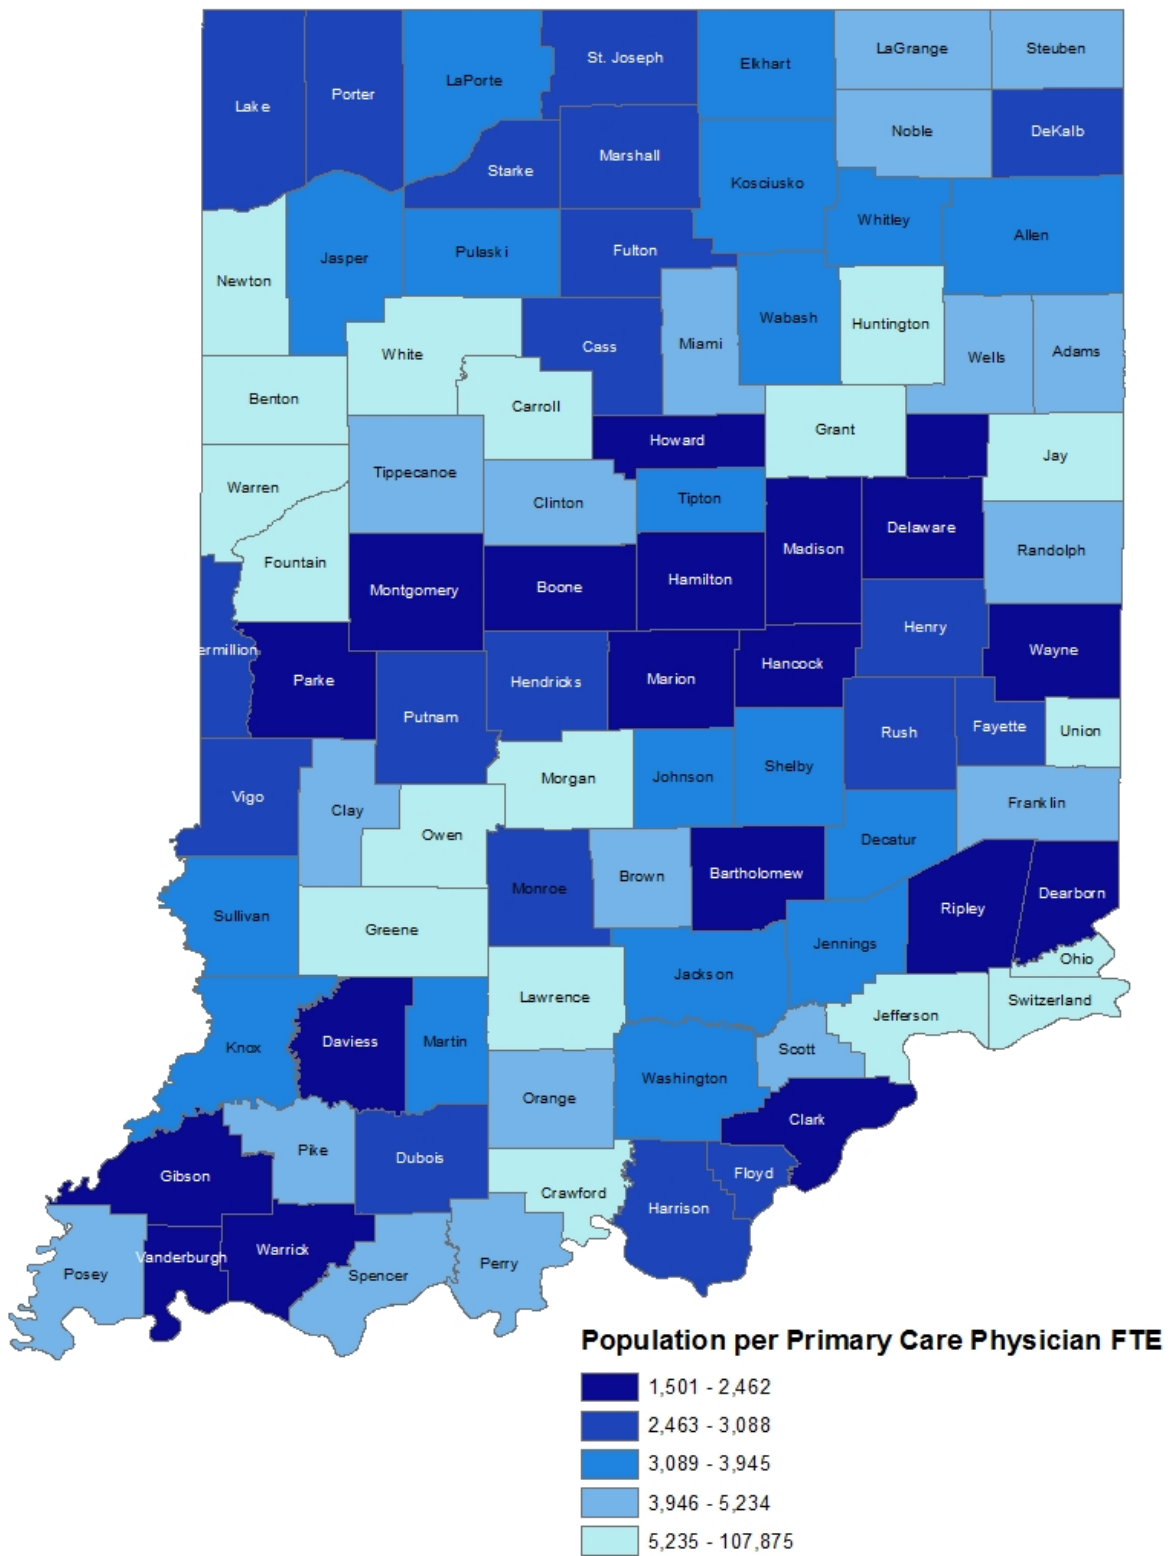 St. Joseph
LaGrange
Steuben
Elkhart
LaPorte
Porter
Lake
Noble
DeKalb
Marshall
Starke
Kosciusko
Whitley
Allen
Fulton
Pulaski
Jasper
Newton
Wabash
Huntington
Miami
Cass
White
Wells
Adams
Benton
Carroll
Grant
Howard
Jay
Tippecanoe
Warren
Clinton
Tipton
Delaware
Madison
Randolph
Fountain
Montgomery
Boone
Hamilton
Henry
ermillion
Wayne
Hancock
Parke
Hendricks
Marion
Putnam
Rush
Fayette
Union
Shelby
Johnson
Morgan
Vigo
Clay
Franklin
Owen
Decatur
Brown
Bartholomew
Monroe
Dearborn
Ripley
Sullivan
Greene
Jennings
Ohio
Jackson
Lawrence
Switzerland
Jefferson
Daviess
Martin
Knox
Scott
Washington
Orange
Clark
Pike
Dubois
Gibson
Floyd
Crawford
Harrison
Warrick
Vanderburgh
Perry
Posey
Spencer
Population per Primary Care Physician FTE
1,501 - 2,462
2,463 - 3,088
3,089 - 3,945
3,946 - 5,234
5,235 - 107,875